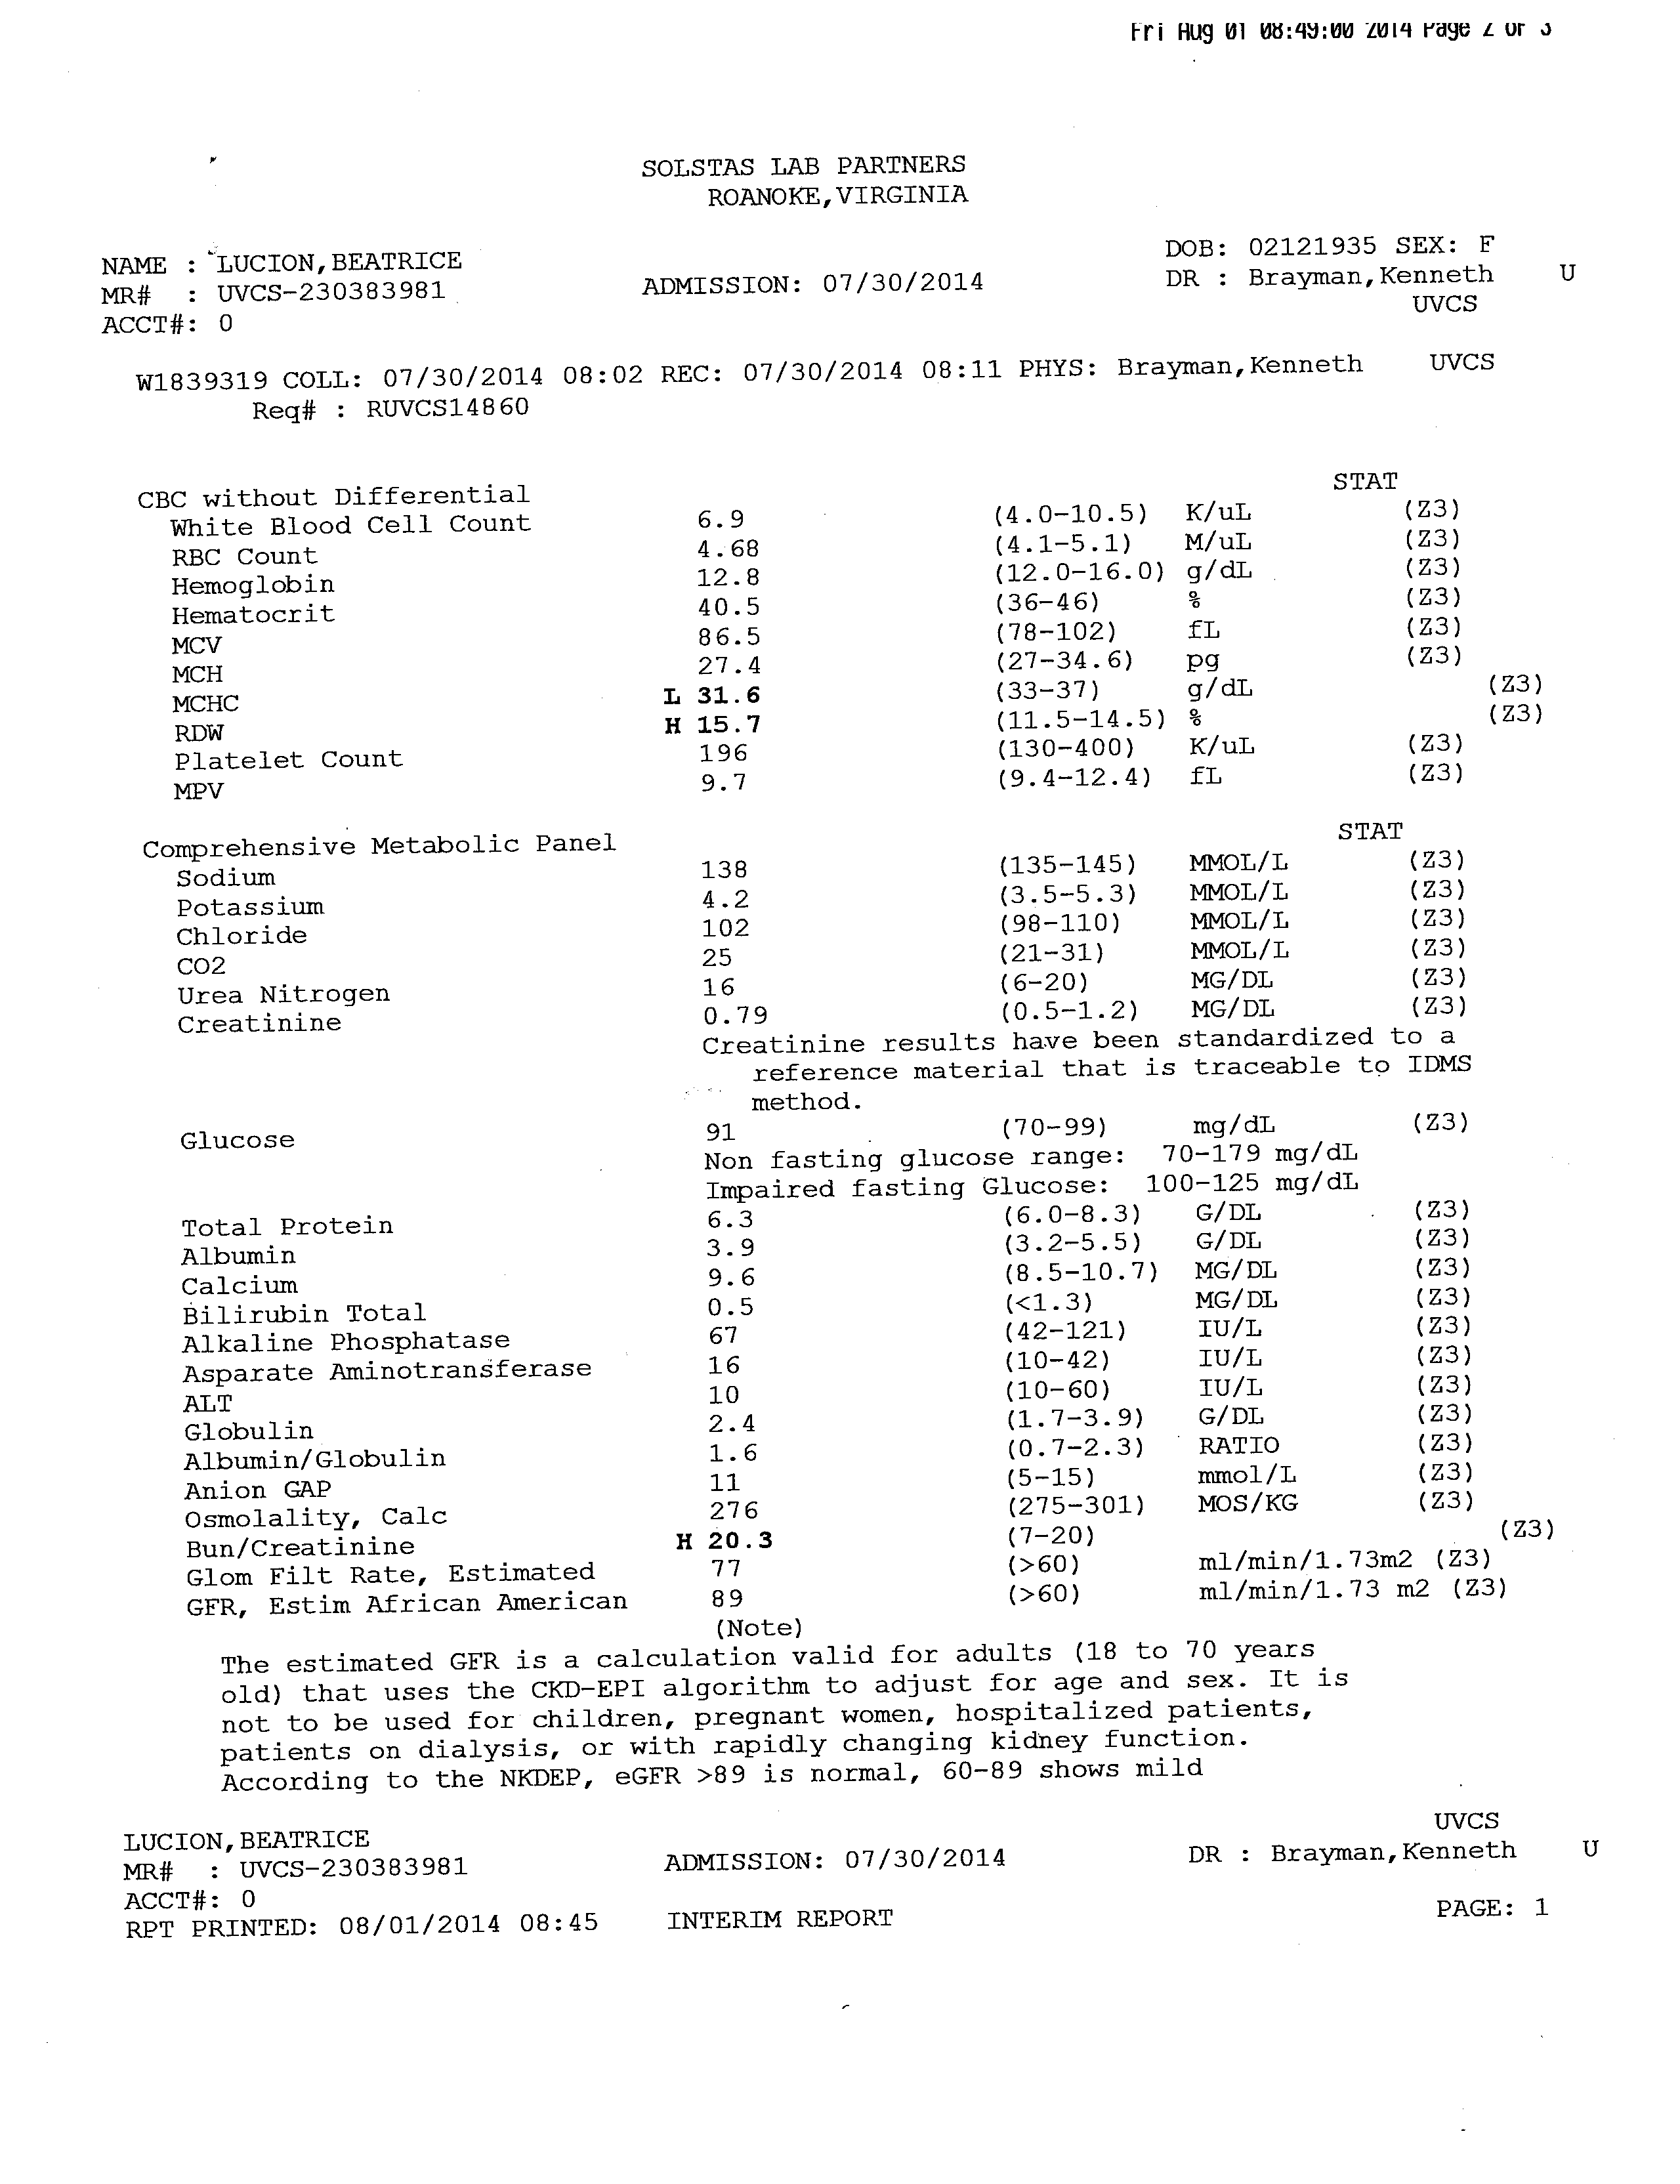 Fri Aug 01 08:49:00 2014 Page 2 of 3
SOLSTAS LAB PARTNERS
ROANOKE,VIRGINIA
NAME : LUCION,BEATRICE DOB: 02121935 SEX: F
MR# : UVCS-230383981 ADMISSION: 07/30/2014 DR : Brayman,Kenneth U
ACCT#: 0 UVCS
W1839319 COLL: 07/30/2014 08:02 REC: 07/30/2014 08:11 PHYS: Brayman,Kenneth UVCS
Req# : RUVCS14860
CBC without Differential STAT
White Blood Cell Count 6.9 (4.0-10.5) K/uL (Z3)
RBC Count 4.68 (4.1-5.1) M/uL (Z3)
Hemoglobin 12.8 (12.0-16.0) g/dL (Z3)
Hematocrit 40.5 (36-46) % (Z3)
MCV 86.5 (78-102) fL (Z3)
MCH 27.4 (27-34.6) pg (Z3)
MCHC L 31.6 (33-37) g/dL (Z3)
RDW H 15.7 (11.5-14.5) % (Z3)
Platelet Count 196 (130-400) K/uL (Z3)
MPV 9.7 (9.4-12.4) fL (Z3)
Comprehensive Metabolic Panel STAT
Sodium 138 (135-145) MMOL/L (Z3)
Potassium 4.2 (3.5-5.3) MMOL/L (Z3)
Chloride 102 (98-110) MMOL/L (Z3)
CO2 25 (21-31) MMOL/L (Z3)
Urea Nitrogen 16 (6-20) MG/DL (Z3)
Creatinine 0.79 (0.5-1.2) MG/DL (Z3)
Creatinine results have been standardized to a
reference material that is traceable to IDMS
method.
Glucose 91 (70-99) mg/dL (Z3)
Non fasting glucose range: 70-179 mg/dL
Impaired fasting Glucose: 100-125 mg/dL
Total Protein 6.3 (6.0-8.3) G/DL (Z3)
Albumin 3.9 (3.2-5.5) G/DL (Z3)
Calcium 9.6 (8.5-10.7) MG/DL (Z3)
Bilirubin Total 0.5 (<1.3) MG/DL (Z3)
Alkaline Phosphatase 67 (42-121) IU/L (Z3)
Asparate Aminotransferase 16 (10-42) IU/L (Z3)
ALT 10 (10-60) IU/L (Z3)
Globulin 2.4 (1.7-3.9) G/DL (Z3)
Albumin/Globulin 1.6 (0.7-2.3) RATIO (Z3)
Anion GAP 11 (5-15) mmol/L (Z3)
Osmolality, Calc 276 (275-301) MOS/KG (Z3)
Bun/Creatinine H 20.3 (7-20) (Z3)
Glom Filt Rate, Estimated 77 (>60) ml/min/1.73m2 (Z3)
GFR, Estim African American 89 (>60) ml/min/1.73 m2 (Z3)
(Note)
The estimated GFR is a calculation valid for adults (18 to 70 years
old) that uses the CKD-EPI algorithm to adjust for age and sex. It is
not to be used for children, pregnant women, hospitalized patients,
patients on dialysis, or with rapidly changing kidney function.
According to the NKDEP, eGFR >89 is normal, 60-89 shows mild
LUCION,BEATRICE UVCS
MR# : UVCS-230383981 ADMISSION: 07/30/2014 DR : Brayman,Kenneth U
ACCT#: 0
RPT PRINTED: 08/01/2014 08:45 INTERIM REPORT PAGE: 1